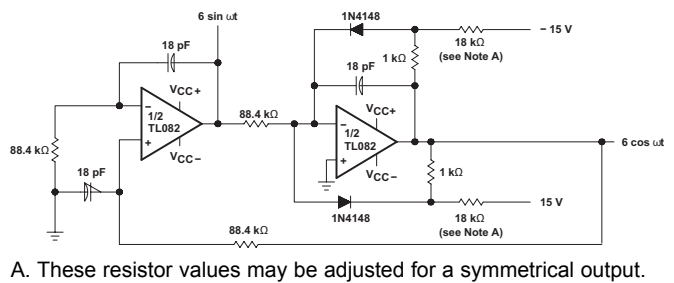 6 sin ωt
1N4148
− 15 V
18 kΩ
(see Note A)
1 kΩ
18 pF
18 pF
VCC+
−
1/2
TL082
+
VCC−
88.4 kΩ
VCC+
−
1/2
TL082
+
VCC−
6 cos ωt
88.4 kΩ
18 pF
1 kΩ
1N4148
15 V
18 kΩ
(see Note A)
88.4 kΩ
A. These resistor values may be adjusted for a symmetrical output.